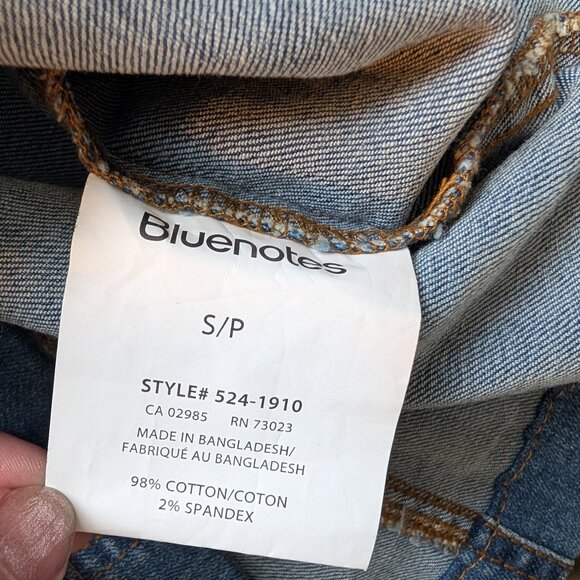 Bluenotes
S/P
STYLE# 524-1910
CA 02985 RN 73023
MADE IN BANGLADESH/
FABRIQUÉ AU BANGLADESH
98% COTTON/COTON
2% SPANDEX